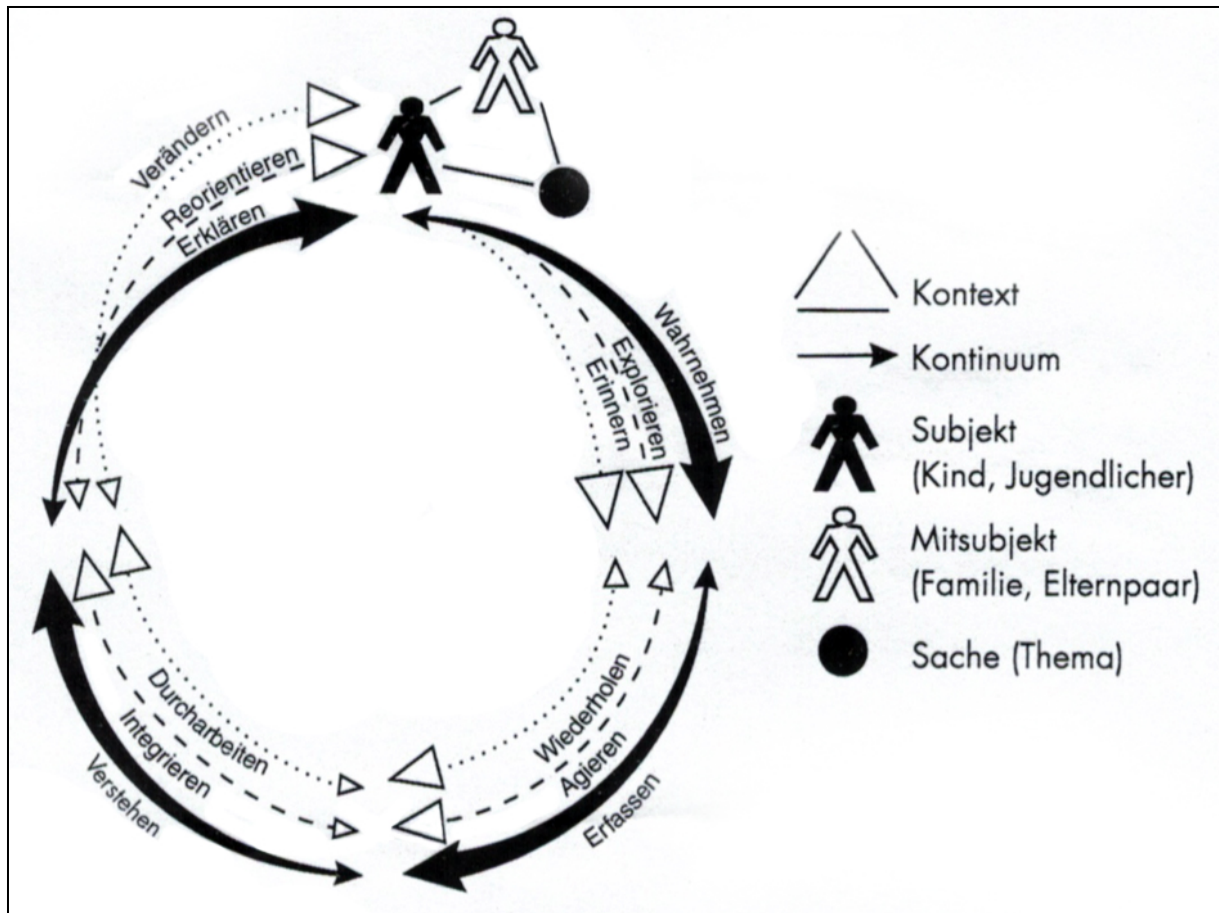 Verändern
Reorientieren
Erklären
Wahrnehmen
Explorieren
Erinnern
Wiederholen
Agieren
Erfassen
Durcharbeiten
Integrieren
Verstehen
Kontext
Kontinuum
Subjekt
(Kind, Jugendlicher)
Mitsubjekt
(Familie, Elternpaar)
Sache (Thema)